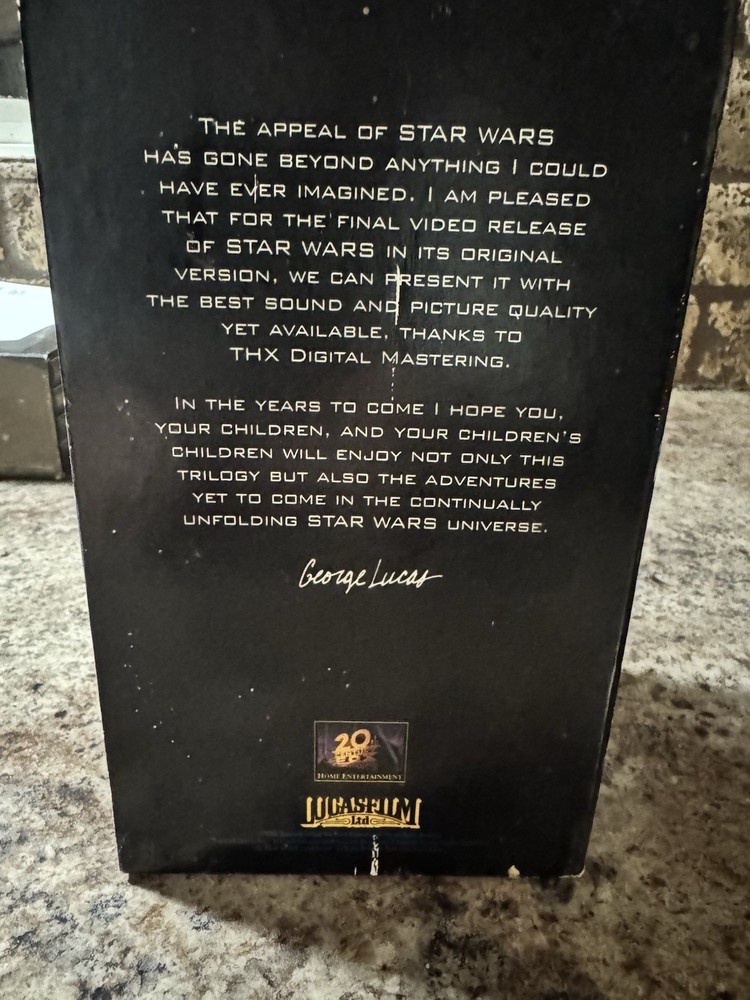 THE APPEAL OF STAR WARS
HAS GONE BEYOND ANYTHING I COULD
HAVE EVER IMAGINED. I AM PLEASED
THAT FOR THE FINAL VIDEO RELEASE
OF STAR WARS IN ITS ORIGINAL
VERSION, WE CAN PRESENT IT WITH
THE BEST SOUND AND PICTURE QUALITY
YET AVAILABLE, THANKS TO
THX DIGITAL MASTERING.
IN THE YEARS TO COME I HOPE YOU,
YOUR CHILDREN, AND YOUR CHILDREN'S
CHILDREN WILL ENJOY NOT ONLY THIS
TRILOGY BUT ALSO THE ADVENTURES
YET TO COME IN THE CONTINUALLY
UNFOLDING STAR WARS UNIVERSE.
George Lucas
20th
CENTURY
FOX
HOME ENTERTAINMENT
LUCASFILM
Ltd